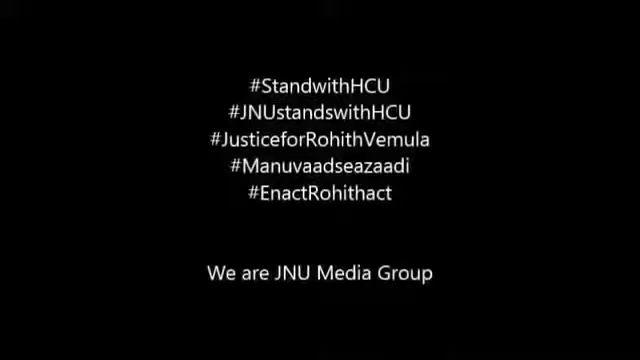 #StandwithHCU
#JNUstandswithHCU
#JusticeforRohithVemula
#Manuvaadseazaadi
#EnactRohithact
We are JNU Media Group